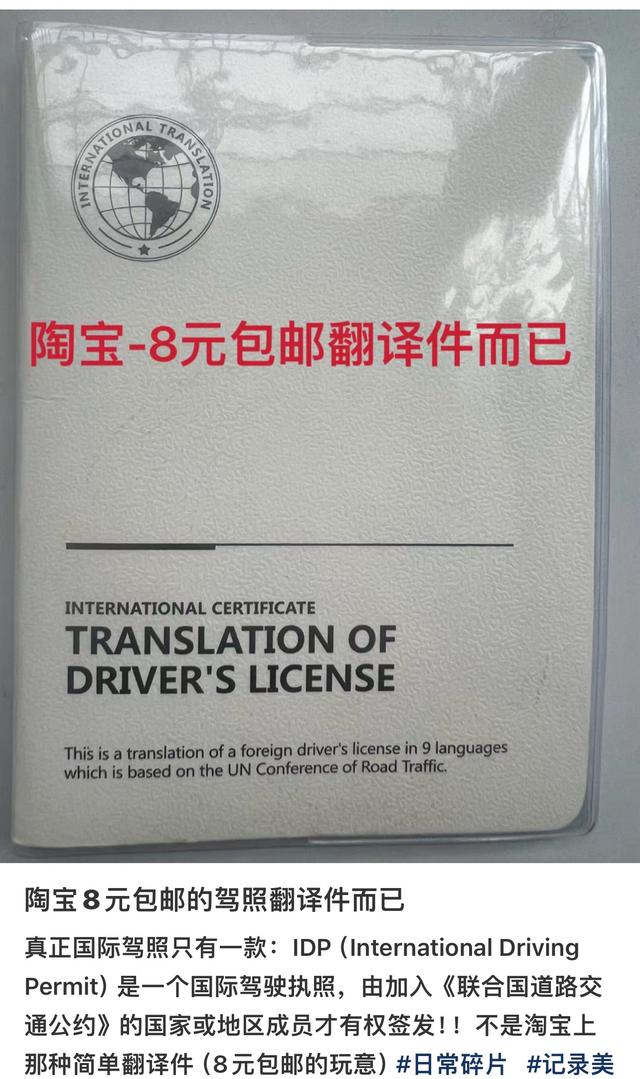 INTERNATIONAL TRANSLATION
陶宝-8元包邮翻译件而已
INTERNATIONAL CERTIFICATE
TRANSLATION OF
DRIVER'S LICENSE
This is a translation of a foreign driver's license in 9 languages
which is based on the UN Conference of Road Traffic.
陶宝8元包邮的驾照翻译件而已
真正国际驾照只有一款：IDP（International Driving
Permit）是一个国际驾驶执照，由加入《联合国道路交
通公约》的国家或地区成员才有权签发！！不是淘宝上
那种简单翻译件（8元包邮的玩意）#日常碎片 #记录美